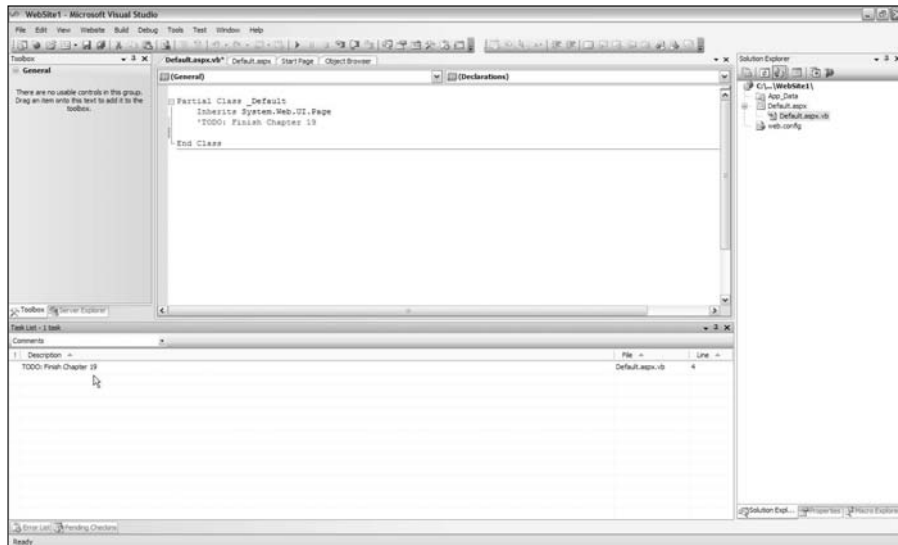 WebSite1 - Microsoft Visual Studio
File Edit View Website Build Debug Tools Test Window Help
Toolbox
General
There are no usable controls in this group. Drag an item onto this text to add it to the toolbox.
Default.aspx.vb* Default.aspx Start Page Object Browser
(General) (Declarations)
Partial Class _Default
Inherits System.Web.UI.Page
'TODO: Finish Chapter 19
End Class
Solution Explorer
C:\...\WebSite1\
App_Data
Default.aspx
Default.aspx.vb
web.config
Toolbox Server Explorer
Task List - 1 task
Comments
! Description File Line
TODO: Finish Chapter 19 Default.aspx.vb 4
Solution Expl... Properties Macro Explorer
Error List Pending Checkins
Ready